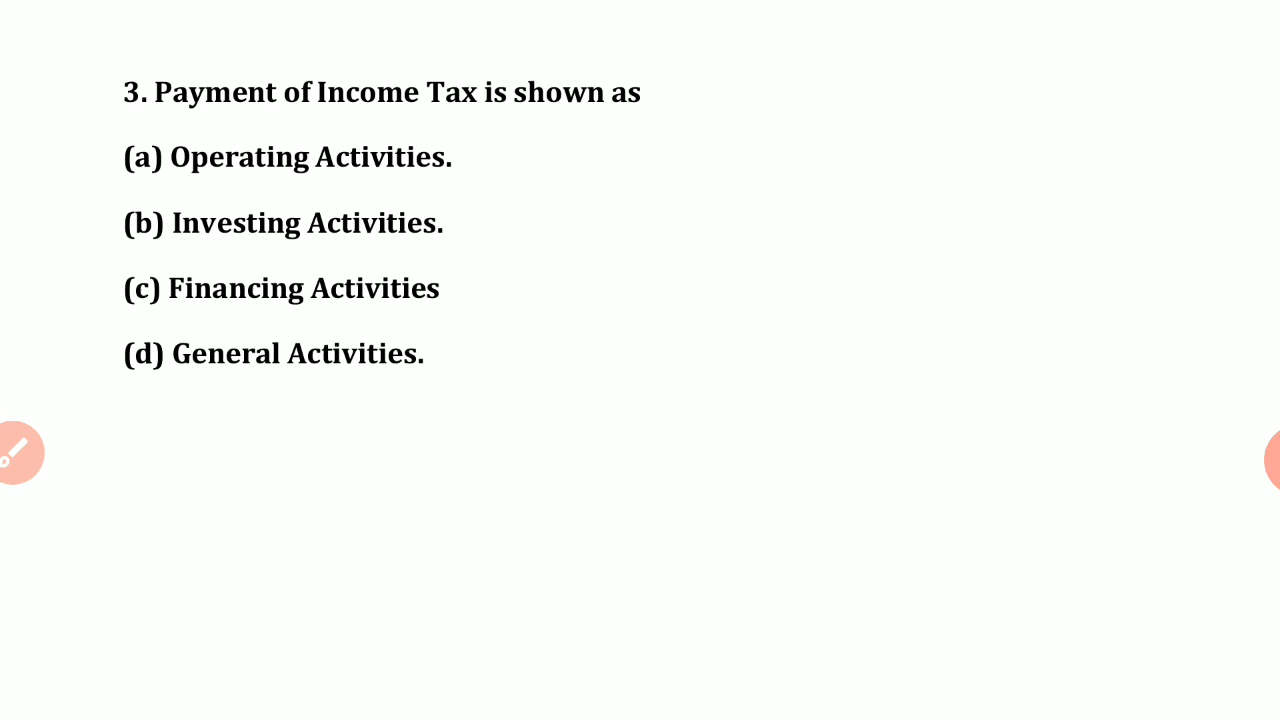 3. Payment of Income Tax is shown as
(a) Operating Activities.
(b) Investing Activities.
(c) Financing Activities
(d) General Activities.